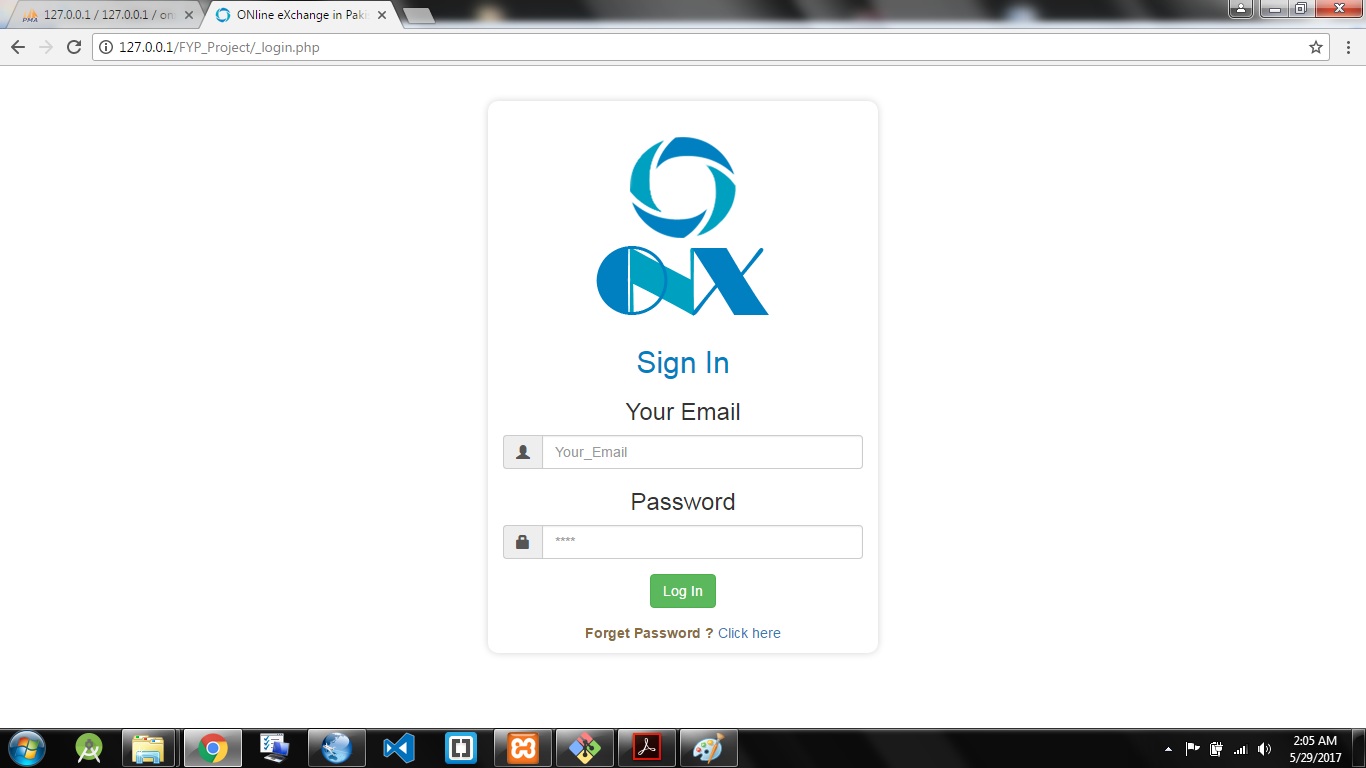 PMA
127.0.0.1 / 127.0.0.1 / on
ONline eXchange in Paki
127.0.0.1/FYP_Project/_login.php
ONX
Sign In
Your Email
Your_Email
Password
****
Log In
Forget Password ? Click here
2:05 AM
5/29/2017